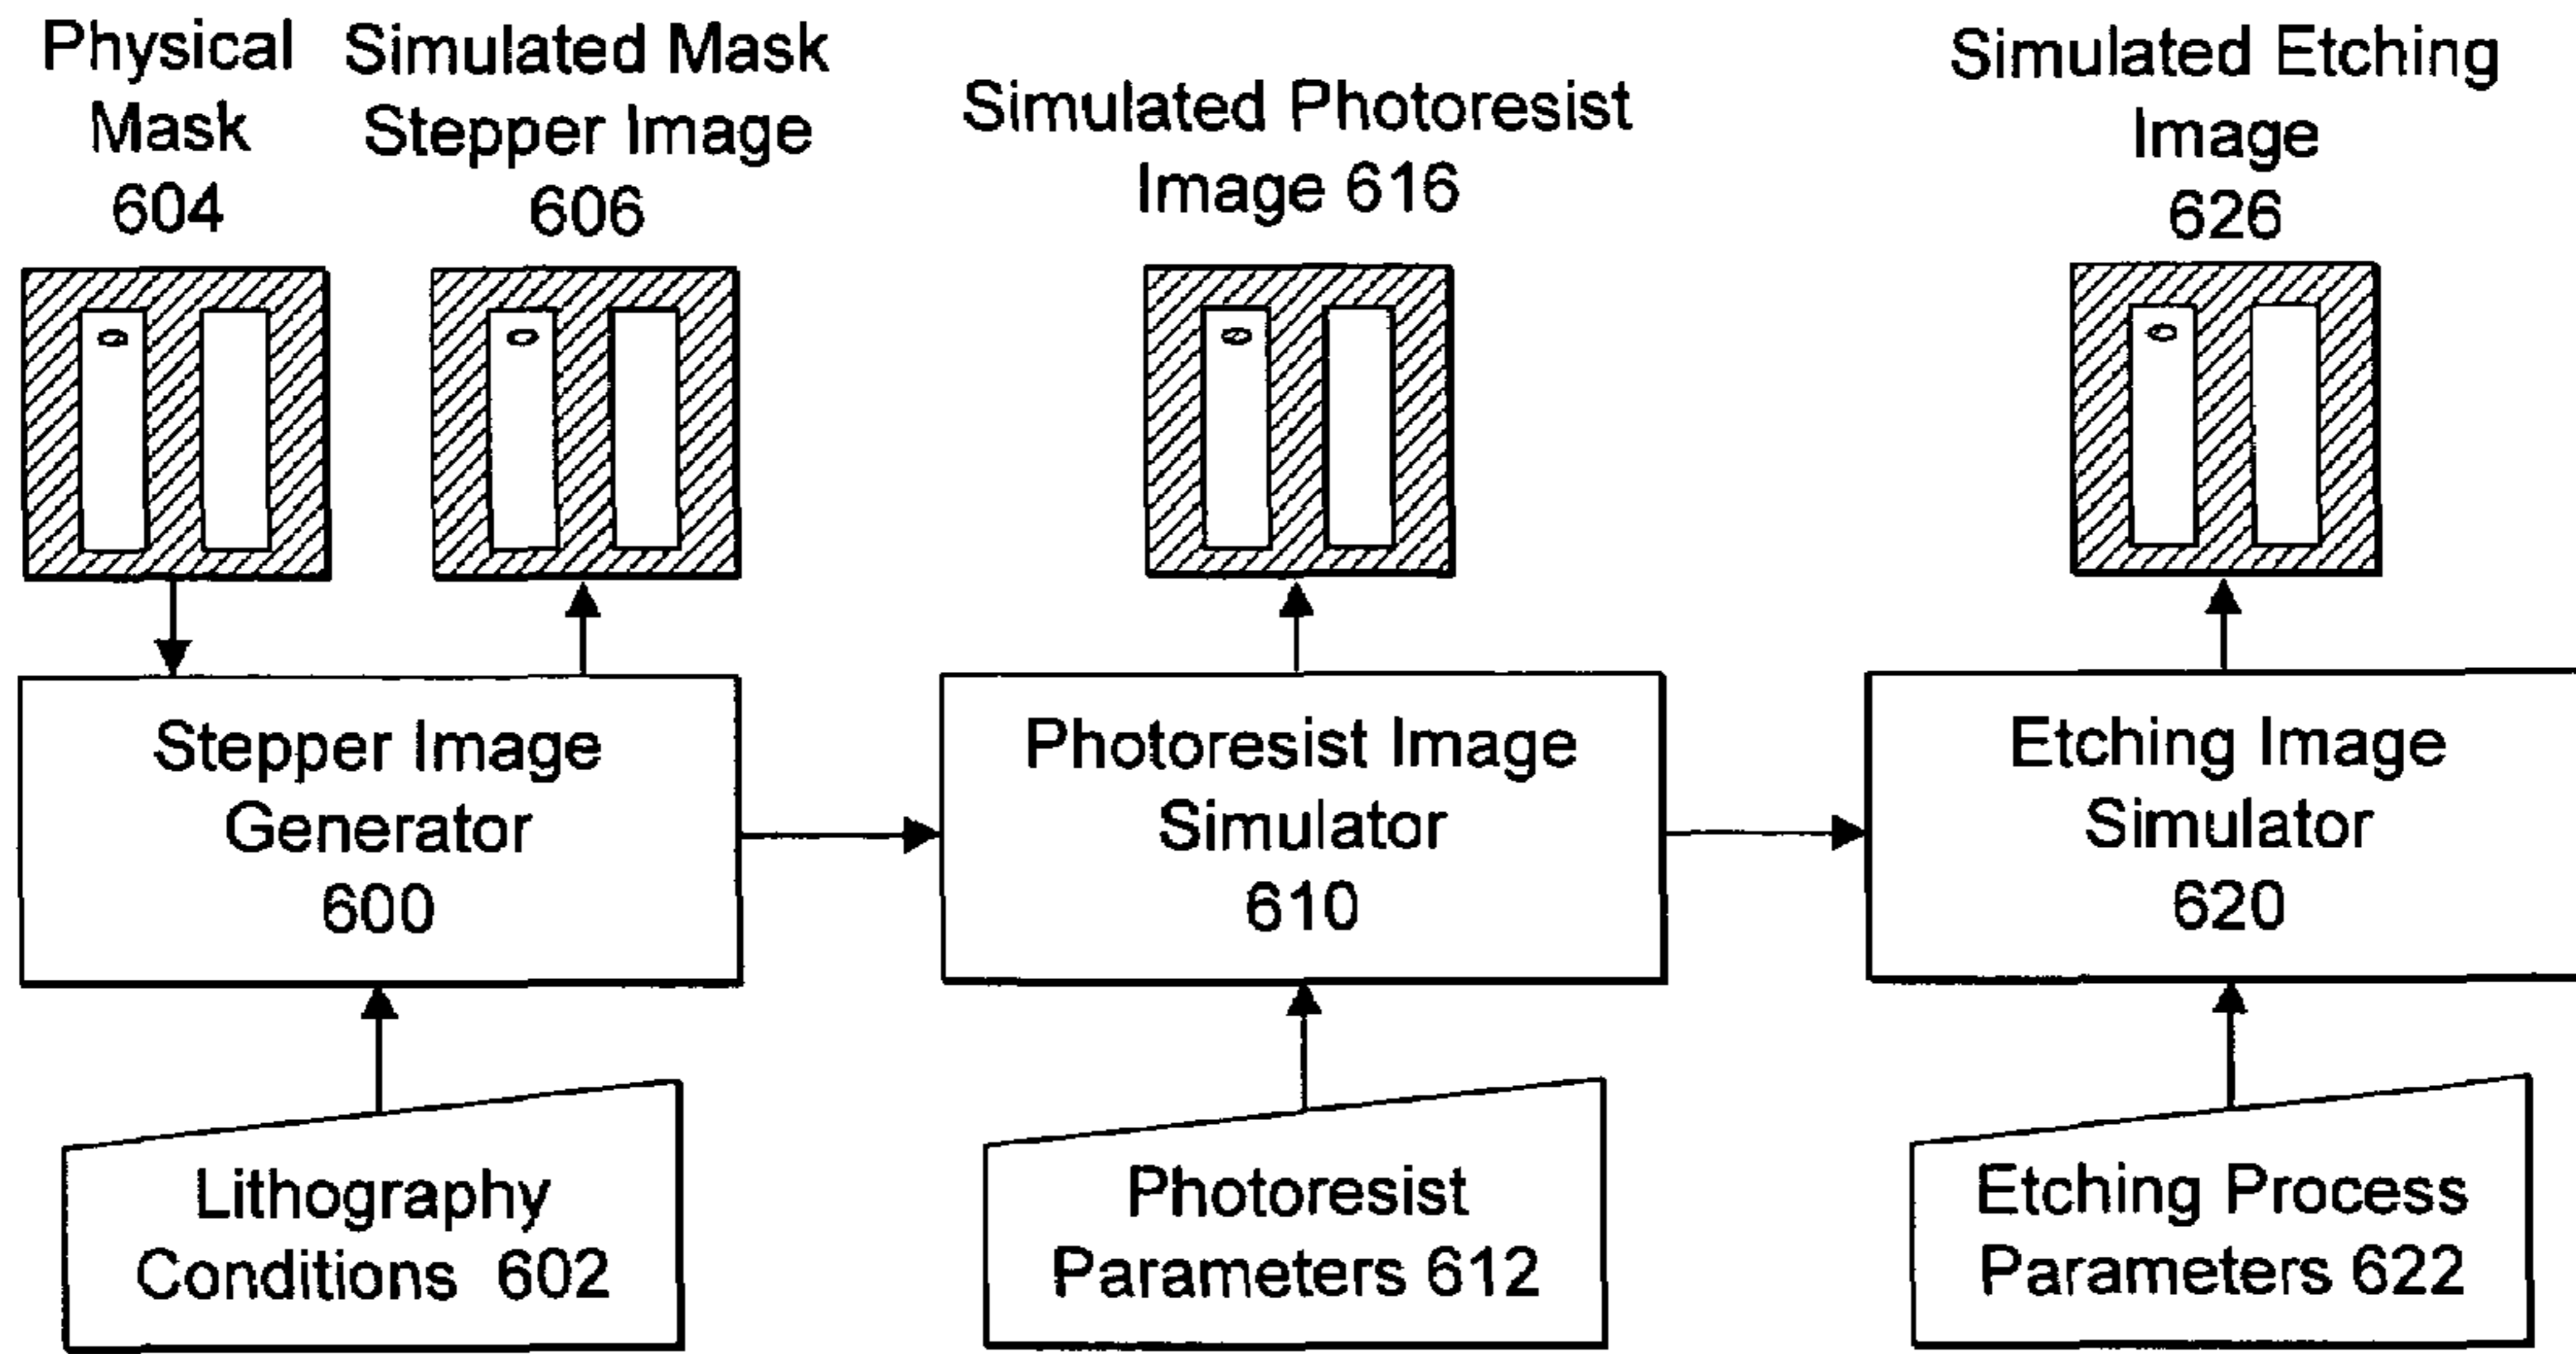 Physical
Mask
604
Simulated Mask
Stepper Image
606
Simulated Photoresist
Image 616
Simulated Etching
Image
626
Stepper Image
Generator
600
Photoresist Image
Simulator
610
Etching Image
Simulator
620
Lithography
Conditions 602
Photoresist
Parameters 612
Etching Process
Parameters 622